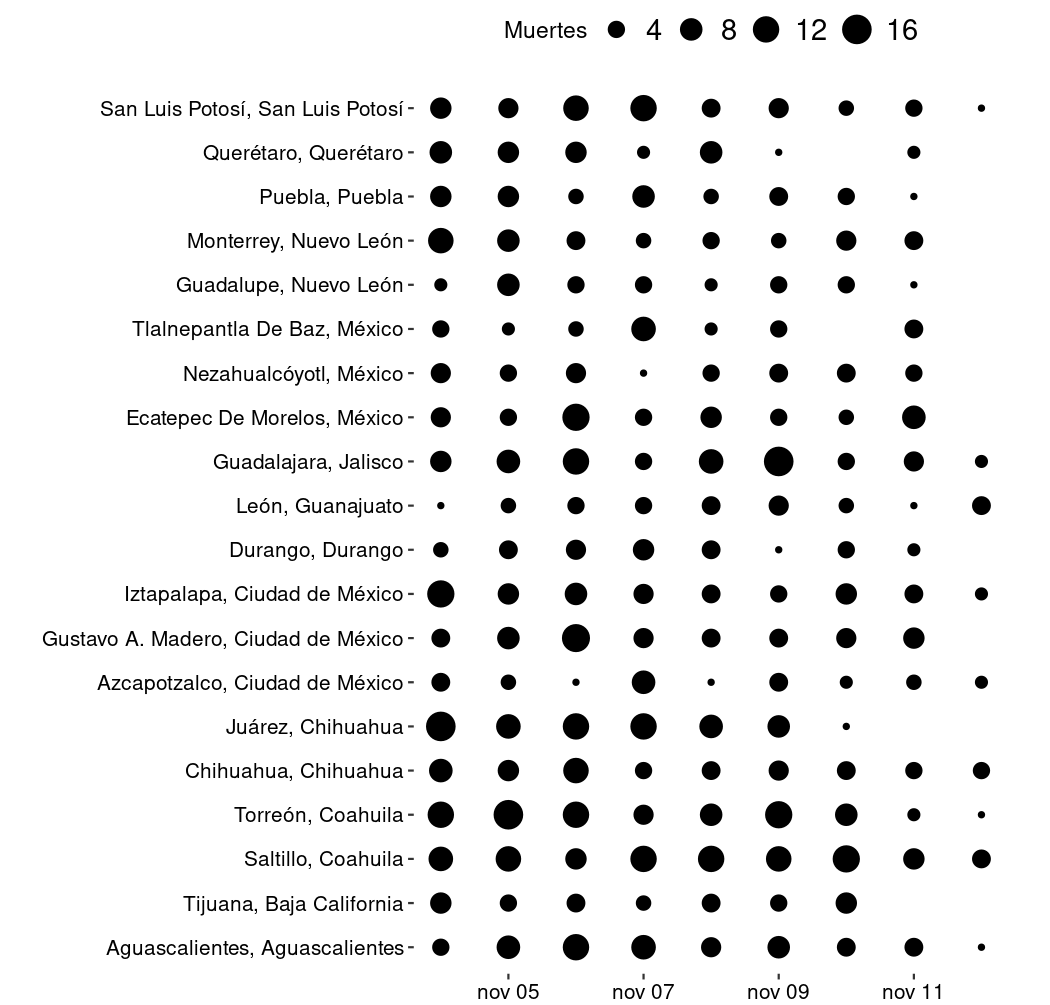 Muertes 4 8 12 16
San Luis Potosí, San Luis Potosí
Querétaro, Querétaro
Puebla, Puebla
Monterrey, Nuevo León
Guadalupe, Nuevo León
Tlalnepantla De Baz, México
Nezahualcóyotl, México
Ecatepec De Morelos, México
Guadalajara, Jalisco
León, Guanajuato
Durango, Durango
Iztapalapa, Ciudad de México
Gustavo A. Madero, Ciudad de México
Azcapotzalco, Ciudad de México
Juárez, Chihuahua
Chihuahua, Chihuahua
Torreón, Coahuila
Saltillo, Coahuila
Tijuana, Baja California
Aguascalientes, Aguascalientes
nov 05 nov 07 nov 09 nov 11